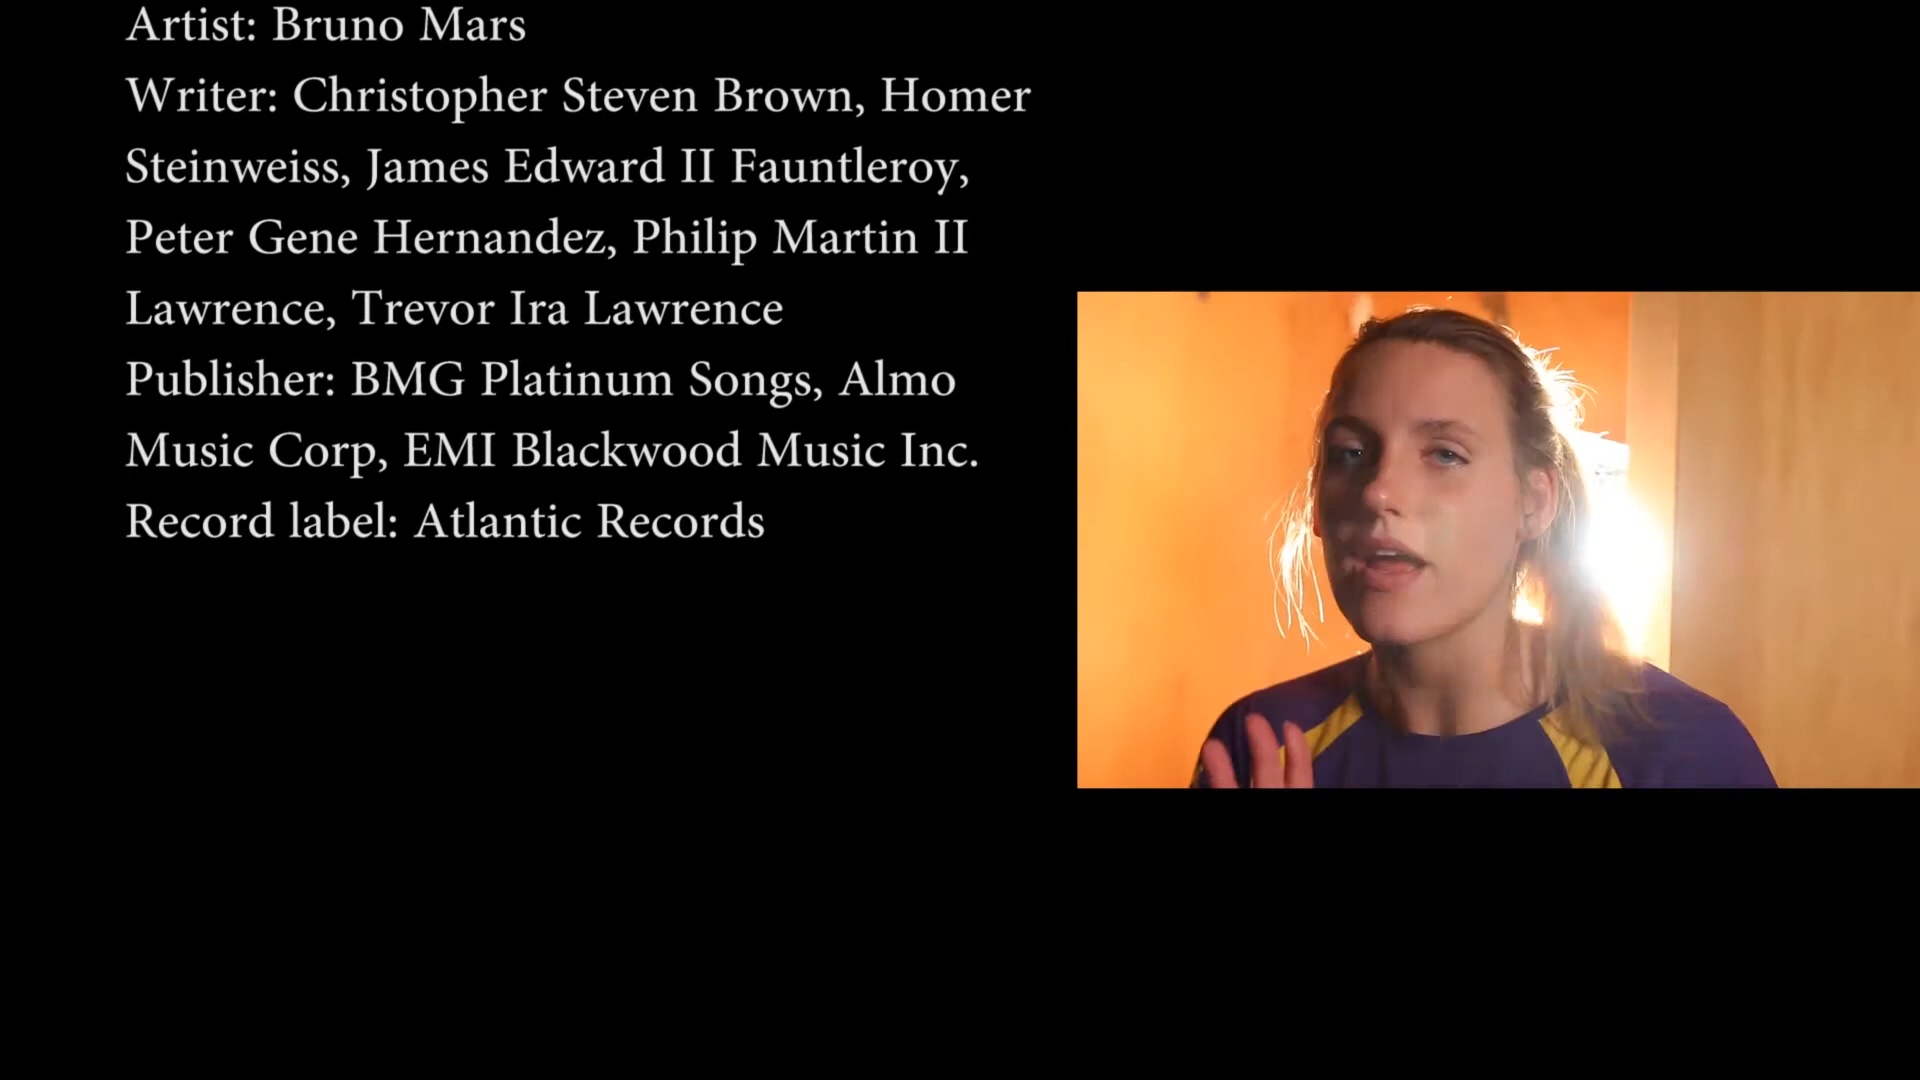 Artist: Bruno Mars
Writer: Christopher Steven Brown, Homer
Steinweiss, James Edward II Fauntleroy,
Peter Gene Hernandez, Philip Martin II
Lawrence, Trevor Ira Lawrence
Publisher: BMG Platinum Songs, Almo
Music Corp, EMI Blackwood Music Inc.
Record label: Atlantic Records